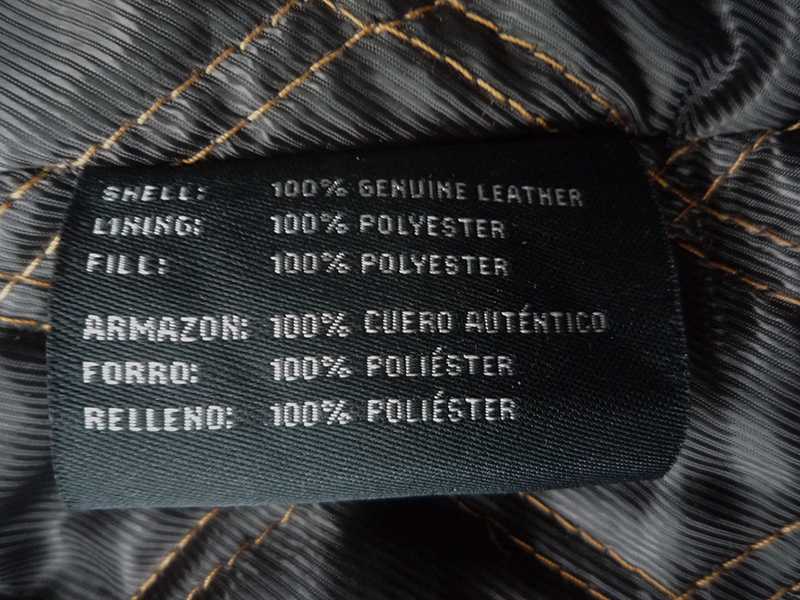 SHELL: 100% GENUINE LEATHER
LINING: 100% POLYESTER
FILL: 100% POLYESTER
ARMAZON: 100% CUERO AUTÉNTICO
FORRO: 100% POLIÉSTER
RELLENO: 100% POLIÉSTER